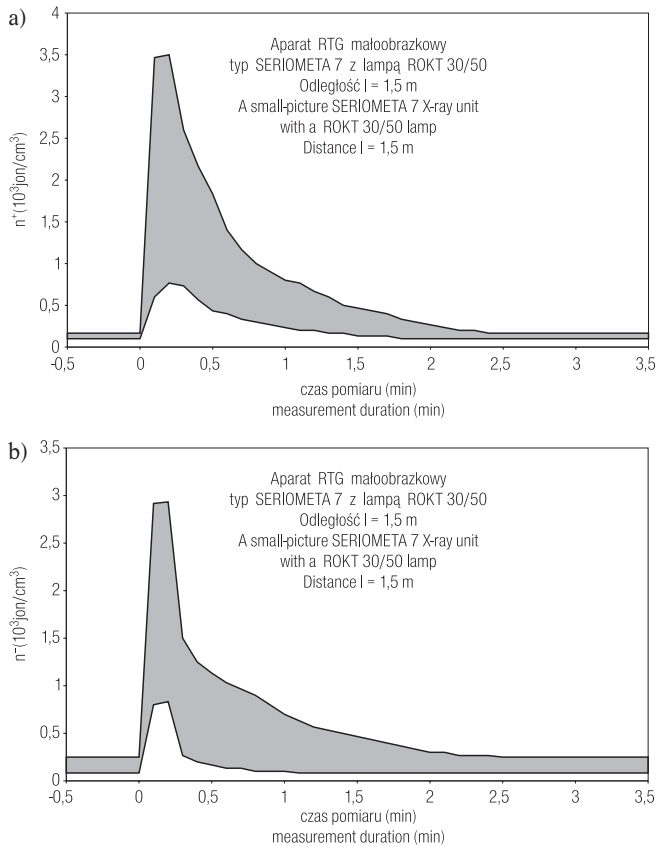 a)
4
3,5
3
2,5
2
1,5
1
0,5
0
n⁺(10³jon/cm³)
Aparat RTG małoobrazkowy
typ SERIOMETA 7 z lampą ROKT 30/50
Odległość l = 1,5 m
A small-picture SERIOMETA 7 X-ray unit
with a ROKT 30/50 lamp
Distance l = 1,5 m
-0,5 0 0,5 1 1,5 2 2,5 3 3,5
czas pomiaru (min)
measurement duration (min)
b)
3,5
3
2,5
2
1,5
1
0,5
0
n⁻(10³jon/cm³)
Aparat RTG małoobrazkowy
typ SERIOMETA 7 z lampą ROKT 30/50
Odległość l = 1,5 m
A small-picture SERIOMETA 7 X-ray unit
with a ROKT 30/50 lamp
Distance l = 1,5 m
-0,5 0 0,5 1 1,5 2 2,5 3 3,5
czas pomiaru (min)
measurement duration (min)